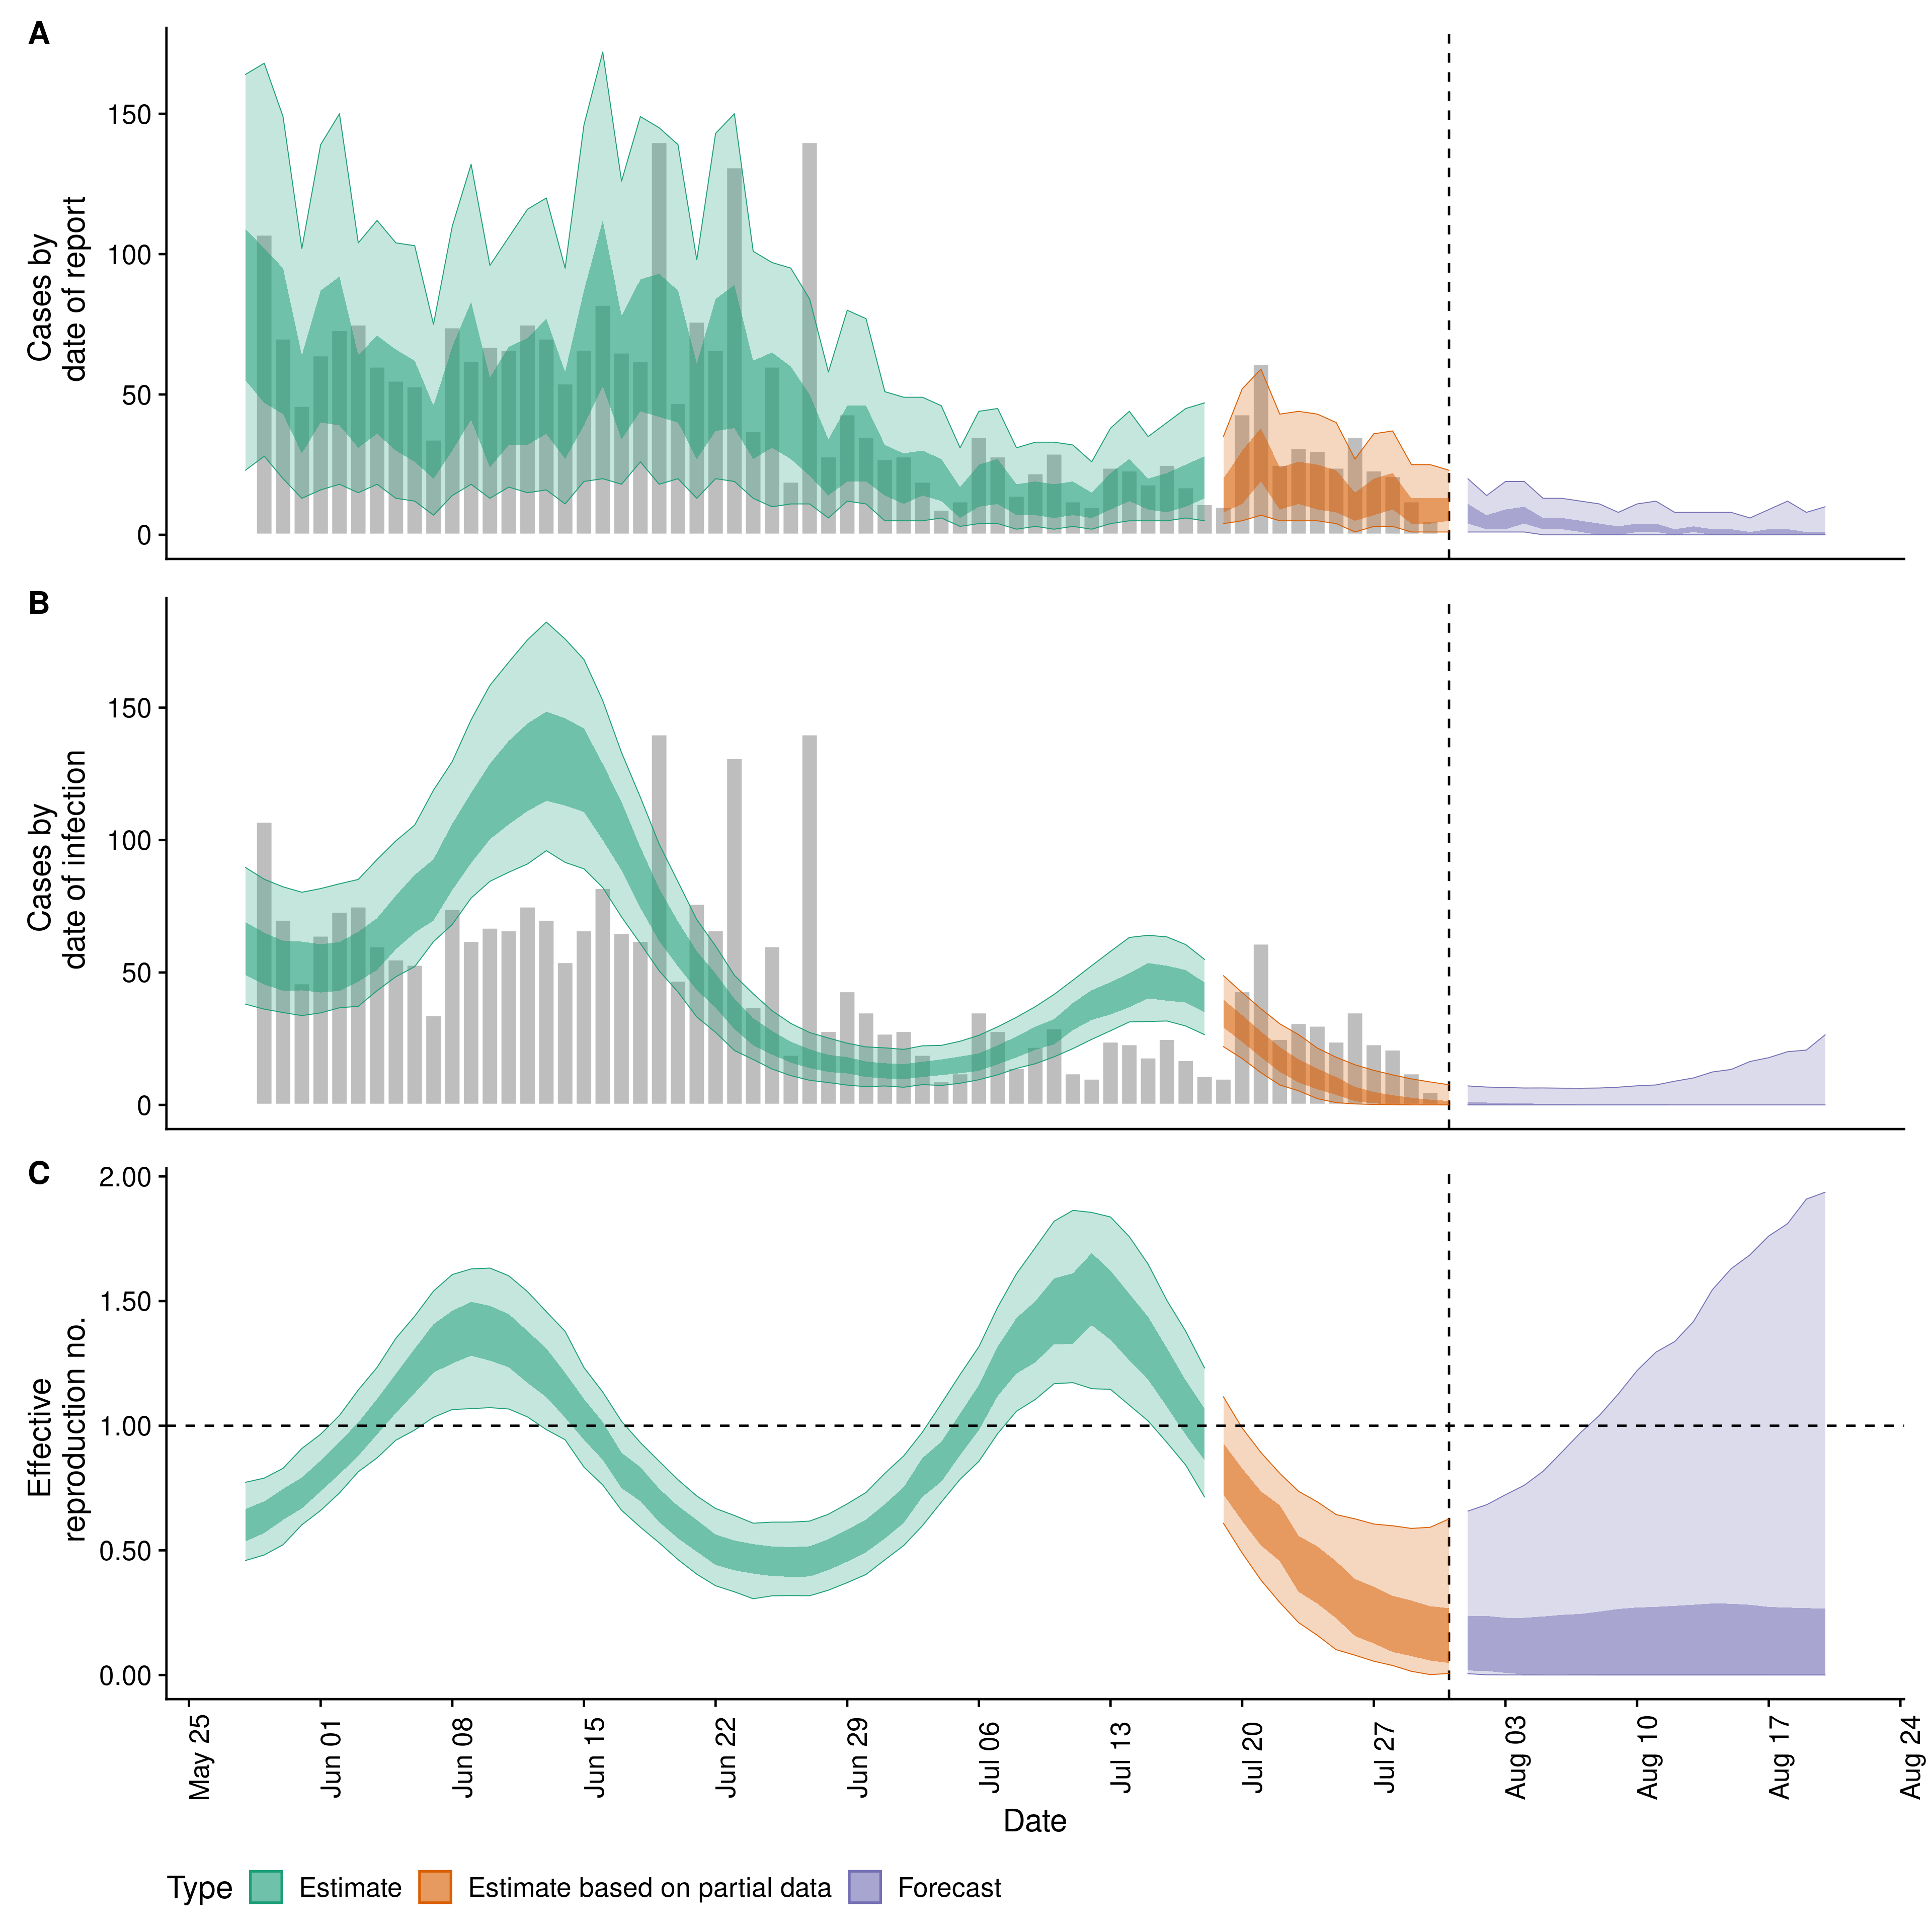 A
Cases by
date of report
150
100
50
0
B
Cases by
date of infection
150
100
50
0
C
Effective
reproduction no.
2.00
1.50
1.00
0.50
0.00
May 25
Jun 01
Jun 08
Jun 15
Jun 22
Jun 29
Jul 06
Jul 13
Jul 20
Jul 27
Aug 03
Aug 10
Aug 17
Aug 24
Date
Type Estimate Estimate based on partial data Forecast